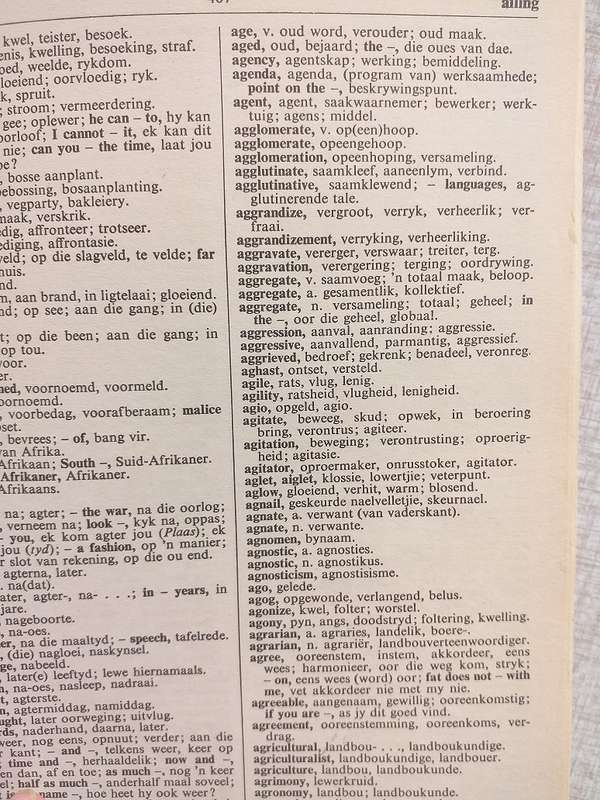 ailing
kwel, teister, besoek.
enis, kwelling, besoeking, straf.
oed, weelde, rykdom.
loeiend; oorvloedig; ryk.
k, spruit.
; stroom; vermeerdering.
gee; oplewer; he can – to, hy kan
oorloof; I cannot – it, ek kan dit
nie; can you – the time, laat jou
oe?
, bosse aanplant.
ebossing, bosaanplanting.
, vegparty, bakleiery.
maak, verskrik.
edig, affronteer; trotseer.
ediging, affrontasie.
veld; op die slagveld, te velde; far
huis.
nd.
m, aan brand, in ligtelaai; gloeiend.
nd; op see; aan die gang; in (die)
t; op die been; aan die gang; in
op tou.
voor.
er.
ned, voornoemd, voormeld.
oornoemd.
, voorbedag, voorafberaam; malice
oset.
, bevrees; – of, bang vir.
van Afrika.
Afrikaan; South –, Suid-Afrikaner.
Afrikaner, Afrikaner.
Afrikaans.
na; agter; – the war, na die oorlog;
, verneem na; look –, kyk na, oppas;
– you, ek kom agter jou (Plaas); ek
jou (tyd); – a fashion, op 'n manier;
r slot van rekening, op die ou end.
agterna, later.
. na(dat).
ater, agter-, na- . . .; in – years, in
jare.
, nageboorte.
, na-oes.
er, na die maaltyd; – speech, tafelrede.
, (die) nagloei, naskynsel.
ge, nabeeld.
, later(e) leeftyd; lewe hiernamaals.
h, na-oes, nasleep, nadraai.
t, agterste.
n, agtermiddag, namiddag.
ught, later oorweging; uitvlug.
rds, naderhand, daarna, later.
weer, nog eens, opnuut; verder; aan die
r kant; – and –, telkens weer, keer op
; time and –, herhaaldelik; now and –,
en dan, af en toe; as much –, nog 'n keer
el; half as much –, anderhalf maal soveel;
name –, hoe heet hy ook weer?
age, v. oud word, verouder; oud maak.
aged, oud, bejaard; the –, die oues van dae.
agency, agentskap; werking; bemiddeling.
agenda, agenda, (program van) werksaamhede;
point on the –, beskrywingspunt.
agent, agent, saakwaarnemer; bewerker; werk-
tuig; agens; middel.
agglomerate, v. op(een)hoop.
agglomerate, opeengehoop.
agglomeration, opeenhoping, versameling.
agglutinate, saamkleef, aaneenlym, verbind.
agglutinative, saamklewend; – languages, ag-
glutinerende tale.
aggrandize, vergroot, verryk, verheerlik; ver-
fraai.
aggrandizement, verryking, verheerliking.
aggravate, vererger, verswaar; treiter, terg.
aggravation, verergering; terging; oordrywing.
aggregate, v. saamvoeg; 'n totaal maak, beloop.
aggregate, a. gesamentlik, kollektief.
aggregate, n. versameling; totaal; geheel; in
the –, oor die geheel, globaal.
aggression, aanval, aanranding; aggressie.
aggressive, aanvallend, parmantig, aggressief.
aggrieved, bedroef; gekrenk; benadeel, veronreg.
aghast, ontset, versteld.
agile, rats, vlug, lenig.
agility, ratsheid, vlugheid, lenigheid.
agio, opgeld, agio.
agitate, beweeg, skud; opwek, in beroering
bring, verontrus; agiteer.
agitation, beweging; verontrusting; oproerig-
heid; agitasie.
agitator, oproermaker, onrusstoker, agitator.
aglet, aiglet, klossie, lowertjie; veterpunt.
aglow, gloeiend, verhit, warm; blosend.
agnail, geskeurde naelvelletjie, skeurnael.
agnate, a. verwant (van vaderskant).
agnate, n. verwante.
agnomen, bynaam.
agnostic, a. agnosties.
agnostic, n. agnostikus.
agnosticism, agnostisisme.
ago, gelede.
agog, opgewonde, verlangend, belus.
agonize, kwel, folter; worstel.
agony, pyn, angs, doodstryd; foltering, kwelling.
agrarian, a. agraries, landelik, boere-.
agrarian, n. agrariër, landbouverteenwoordiger.
agree, ooreenstem, instem, akkordeer, eens
wees; harmonieer, oor die weg kom, stryk;
– on, eens wees (word) oor; fat does not – with
me, vet akkordeer nie met my nie.
agreeable, aangenaam, gewillig; ooreenkomstig;
if you are –, as jy dit goed vind.
agreement, ooreenstemming, ooreenkoms, ver-
drag.
agricultural, landbou- . . ., landboukundige.
agriculturalist, landboukundige, landbouer.
agriculture, landbou, landboukunde.
agrimony, lewerkruid.
agronomy, landbou; landboukunde.